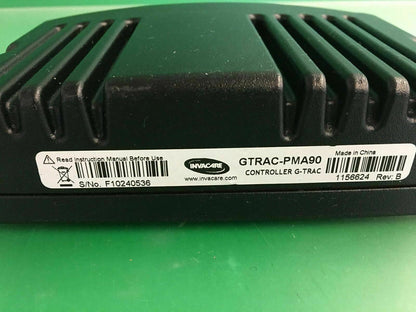 Read Instruction Manual Before Use
S/No. F10240536
INVACARE
www.invacare.com
GTRAC-PMA90
CONTROLLER G-TRAC
Made in China
1156624 Rev: B